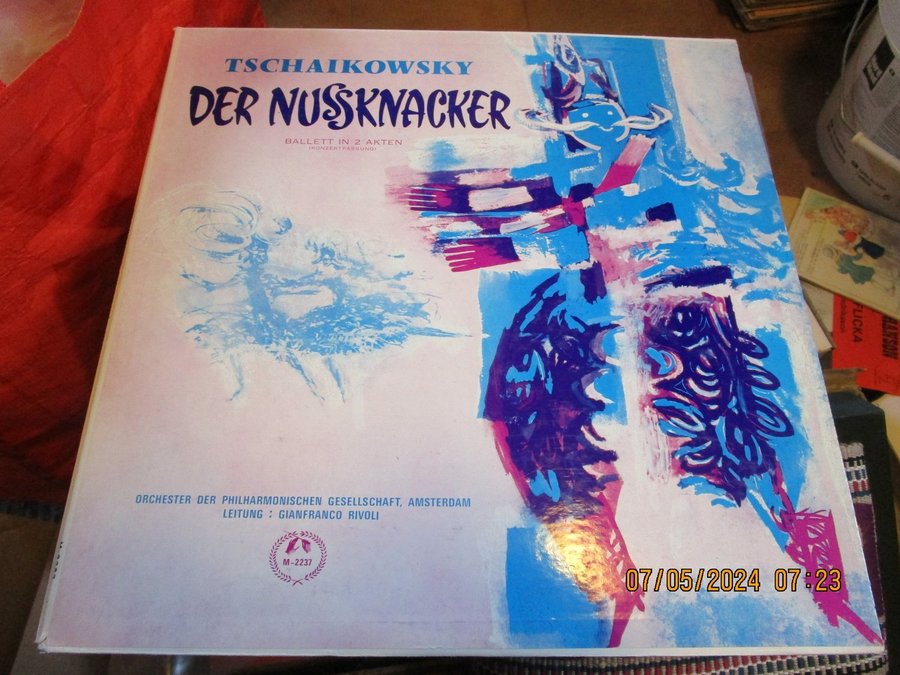 TSCHAIKOWSKY
DER NUSSKNACKER
BALLETT IN 2 AKTEN
(KONZERTFASSUNG)
ORCHESTER DER PHILHARMONISCHEN GESELLSCHAFT, AMSTERDAM
LEITUNG : GIANFRANCO RIVOLI
M-2237
FLICKA
07/05/2024 07:23